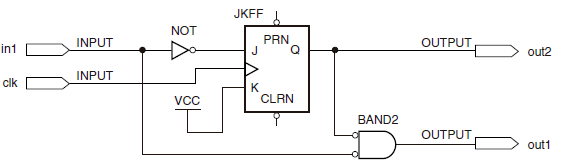 JKFF
NOT
in1 INPUT J PRN Q OUTPUT out2
clk INPUT
K
VCC CLRN
BAND2
OUTPUT out1